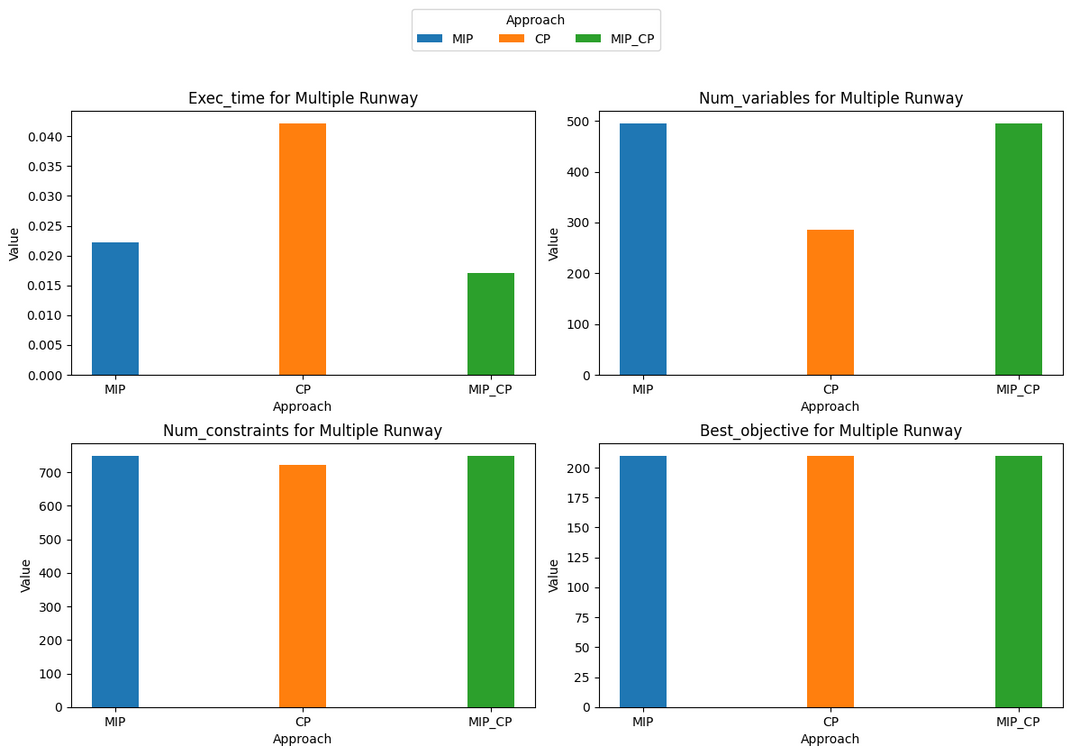 Approach
MIP CP MIP_CP
Exec_time for Multiple Runway
Value
0.040
0.035
0.030
0.025
0.020
0.015
0.010
0.005
0.000
MIP CP MIP_CP
Approach
Num_variables for Multiple Runway
Value
500
400
300
200
100
0
MIP CP MIP_CP
Approach
Num_constraints for Multiple Runway
Value
700
600
500
400
300
200
100
0
MIP CP MIP_CP
Approach
Best_objective for Multiple Runway
Value
200
175
150
125
100
75
50
25
0
MIP CP MIP_CP
Approach